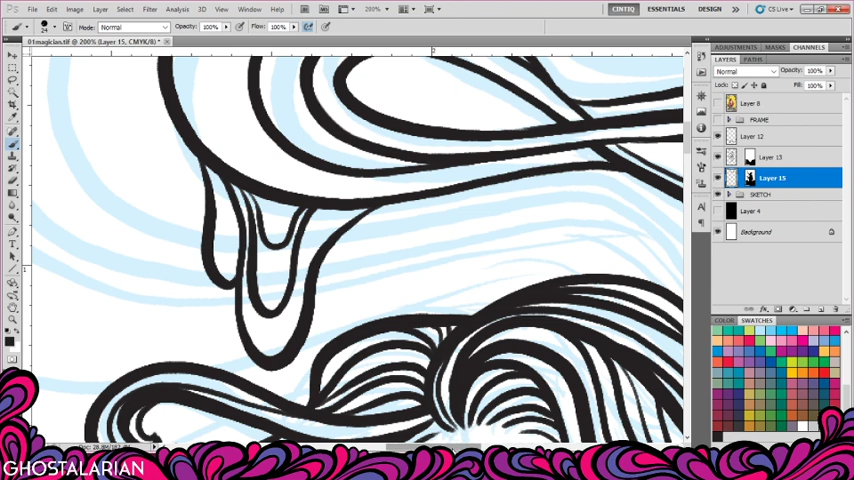 File Edit Image Layer Select Filter Analysis 3D View Window Help 200% CINTIQ ESSENTIALS DESIGN CS Live
24 Mode: Normal Opacity: 100% Flow: 100%
01magician.tif @ 200% (Layer 15, CMYK/8) *
2
1
ADJUSTMENTS MASKS CHANNELS
LAYERS PATHS
Normal Opacity: 100%
Lock: Fill: 100%
Layer 8
FRAME
Layer 12
Layer 13
Layer 15
SKETCH
Layer 4
Background
COLOR SWATCHES
GHOSTALARIAN